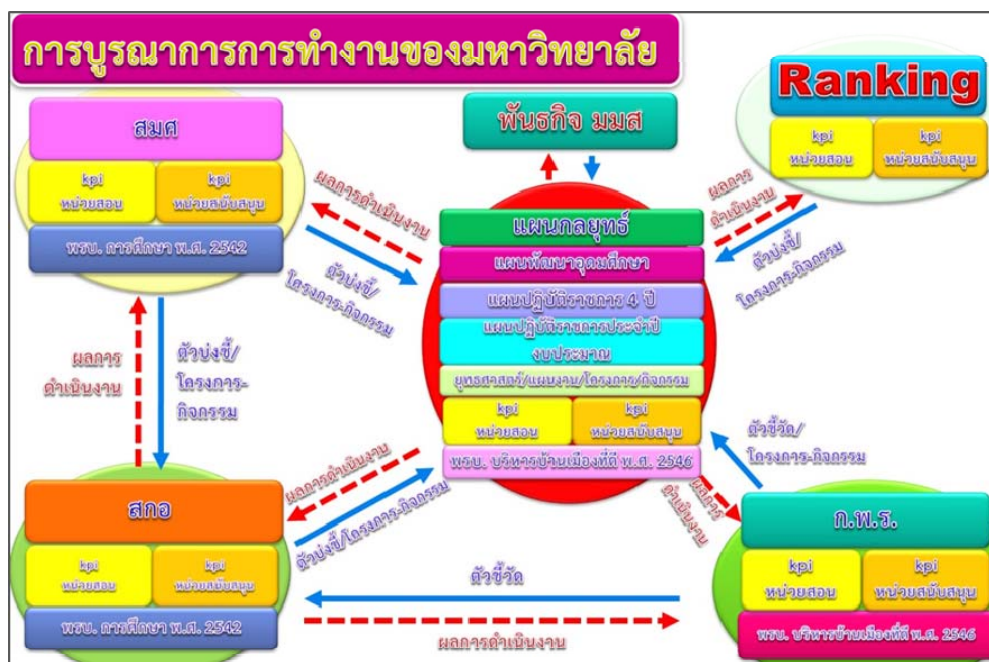 การบูรณาการการทำงานของมหาวิทยาลัย
สมศ
kpi
หน่วยสอน
kpi
หน่วยสนับสนุน
พรบ. การศึกษา พ.ศ. 2542
พันธกิจ มมส
Ranking
kpi
หน่วยสอน
kpi
หน่วยสนับสนุน
ผลการดำเนินงาน
ตัวบ่งชี้/
โครงการ-กิจกรรม
แผนกลยุทธ์
แผนพัฒนาอุดมศึกษา
แผนปฏิบัติราชการ 4 ปี
แผนปฏิบัติราชการประจำปี
งบประมาณ
ยุทธศาสตร์/แผนงาน/โครงการ/กิจกรรม
kpi
หน่วยสอน
kpi
หน่วยสนับสนุน
พรบ. บริหารบ้านเมืองที่ดี พ.ศ. 2546
ผลการ
ดำเนินงาน
ตัวบ่งชี้/
โครงการ-กิจกรรม
ผลการ
ดำเนินงาน
ตัวบ่งชี้/
โครงการ-
กิจกรรม
ผลการดำเนินงาน
ตัวบ่งชี้/โครงการ-กิจกรรม
ตัวชี้วัด/
โครงการ-กิจกรรม
ผลการ
ดำเนินงาน
สกอ
kpi
หน่วยสอน
kpi
หน่วยสนับสนุน
พรบ. การศึกษา พ.ศ. 2542
ตัวชี้วัด
ผลการดำเนินงาน
ก.พ.ร.
kpi
หน่วยสอน
kpi
หน่วยสนับสนุน
พรบ. บริหารบ้านเมืองที่ดี พ.ศ. 2546